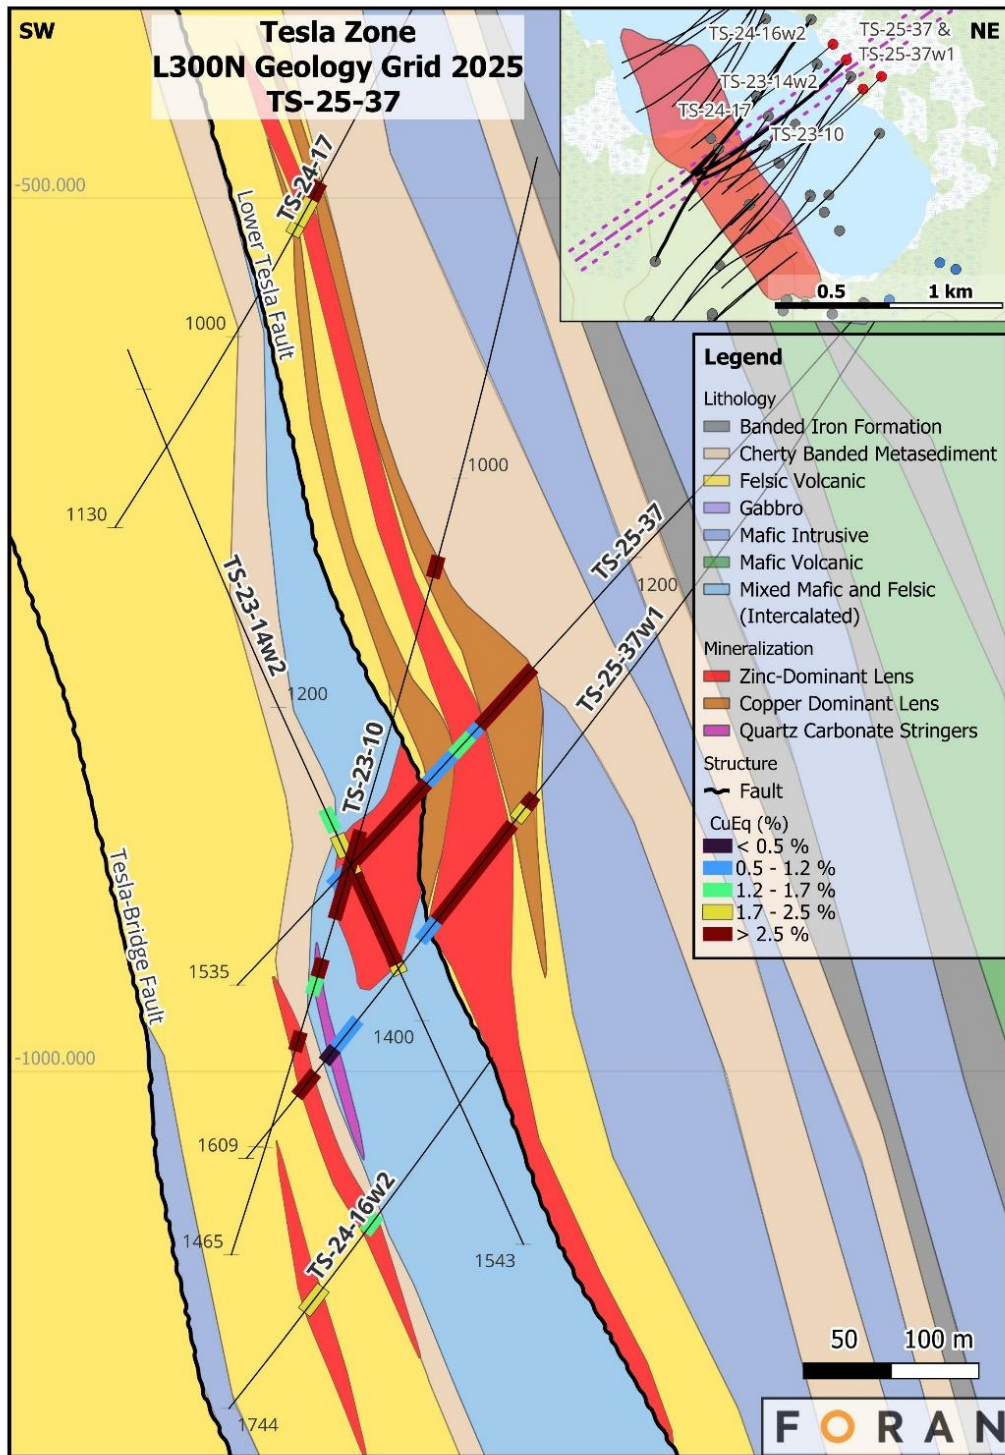 SW
Tesla Zone
L300N Geology Grid 2025
TS-25-37
NE
TS-24-16w2
TS-25-37 &
TS-25-37w1
TS-23-14w2
TS-24-17
TS-23-10
0.5
1 km
-500.000
TS-24-17
Lower Tesla Fault
1000
1000
1130
TS-25-37
1200
TS-23-14w2
TS-25-37w1
1200
TS-23-10
Tesla-Bridge Fault
1535
1400
-1000.000
1609
1465
1543
TS-24-16w2
1744
Legend
Lithology
Banded Iron Formation
Cherty Banded Metasediment
Felsic Volcanic
Gabbro
Mafic Intrusive
Mafic Volcanic
Mixed Mafic and Felsic
(Intercalated)
Mineralization
Zinc-Dominant Lens
Copper Dominant Lens
Quartz Carbonate Stringers
Structure
Fault
CuEq (%)
< 0.5 %
0.5 - 1.2 %
1.2 - 1.7 %
1.7 - 2.5 %
> 2.5 %
50
100 m
FORAN